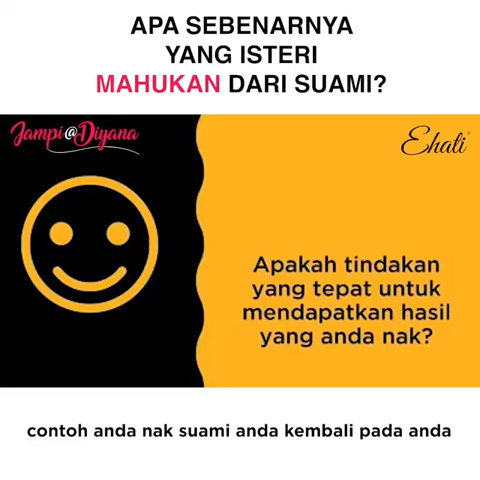 APA SEBENARNYA
YANG ISTERI
MAHUKAN DARI SUAMI?
Jampi@Diyana
Ehati
Apakah tindakan
yang tepat untuk
mendapatkan hasil
yang anda nak?
contoh anda nak suami anda kembali pada anda